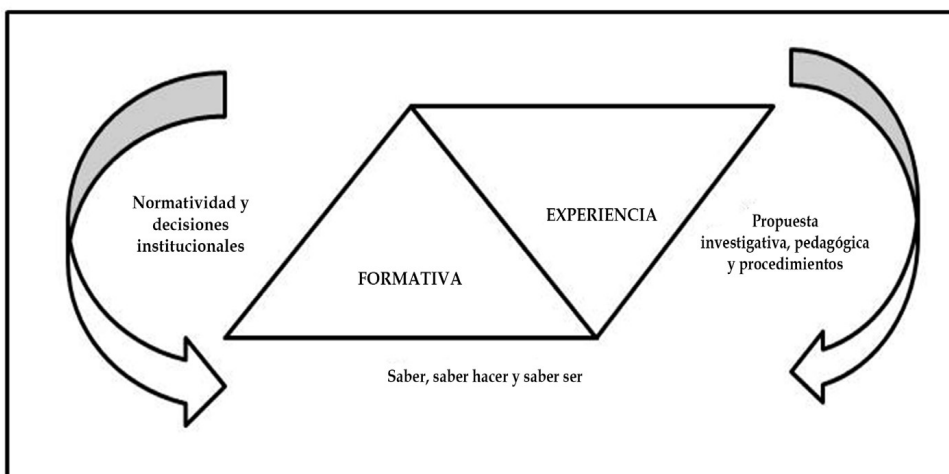 Normatividad y
decisiones
institucionales
FORMATIVA
EXPERIENCIA
Propuesta
investigativa, pedagógica
y procedimientos
Saber, saber hacer y saber ser